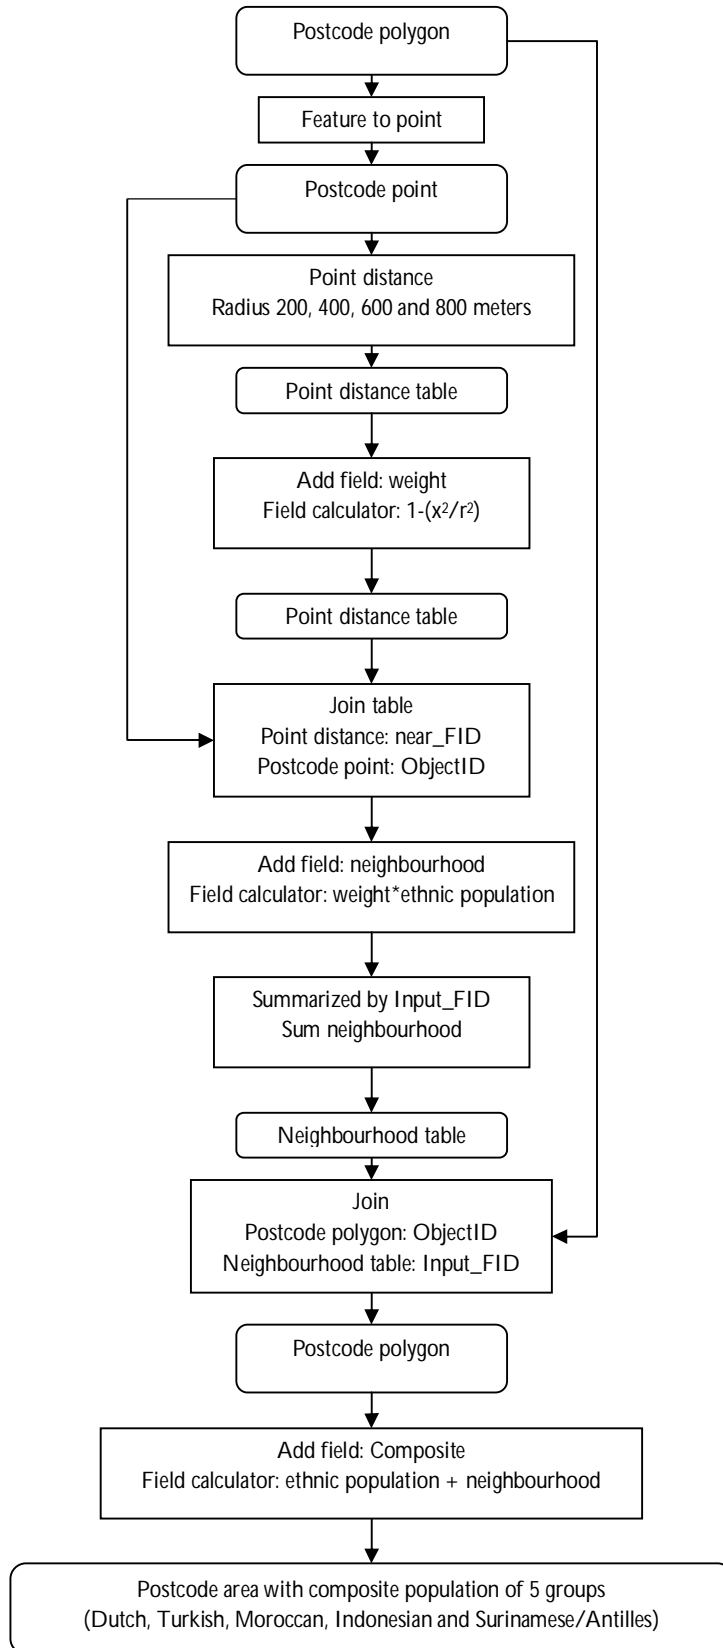 Postcode polygon
Feature to point
Postcode point
Point distance
Radius 200, 400, 600 and 800 meters
Point distance table
Add field: weight
Field calculator: 1-(x²/r²)
Point distance table
Join table
Point distance: near_FID
Postcode point: ObjectID
Add field: neighbourhood
Field calculator: weight*ethnic population
Summarized by Input_FID
Sum neighbourhood
Neighbourhood table
Join
Postcode polygon: ObjectID
Neighbourhood table: Input_FID
Postcode polygon
Add field: Composite
Field calculator: ethnic population + neighbourhood
Postcode area with composite population of 5 groups
(Dutch, Turkish, Moroccan, Indonesian and Surinamese/Antilles)